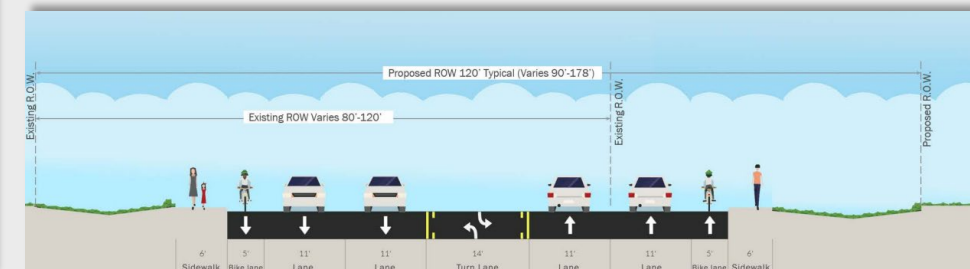 Proposed ROW 120' Typical (Varies 90'-178')
Existing R.O.W.
Existing ROW Varies 80'-120'
Existing R.O.W.
Proposed R.O.W.
6' 5' 11' 11' 14' 11' 11' 5' 6'
Sidewalk Bike lane Lane Lane Turn Lane Lane Lane Bike lane Sidewalk